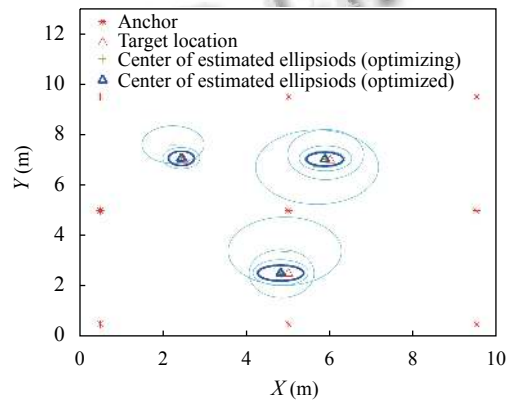 Anchor
Target location
Center of estimated ellipsiods (optimizing)
Center of estimated ellipsiods (optimized)
12
10
8
6
4
2
0
Y (m)
0 2 4 6 8 10
X (m)